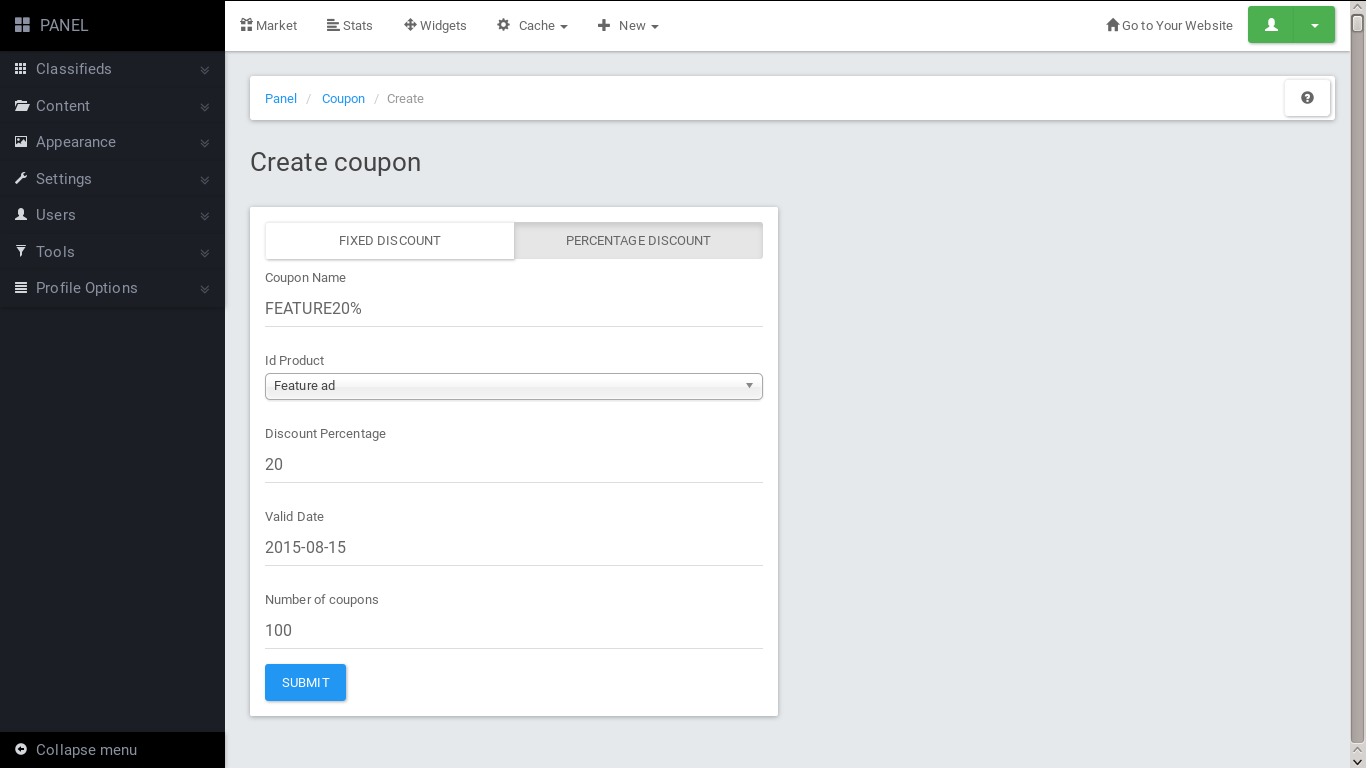 PANEL
Market Stats Widgets Cache New Go to Your Website
Classifieds
Content
Appearance
Settings
Users
Tools
Profile Options
Collapse menu
Panel / Coupon / Create
Create coupon
FIXED DISCOUNT PERCENTAGE DISCOUNT
Coupon Name
FEATURE20%
Id Product
Feature ad
Discount Percentage
20
Valid Date
2015-08-15
Number of coupons
100
SUBMIT